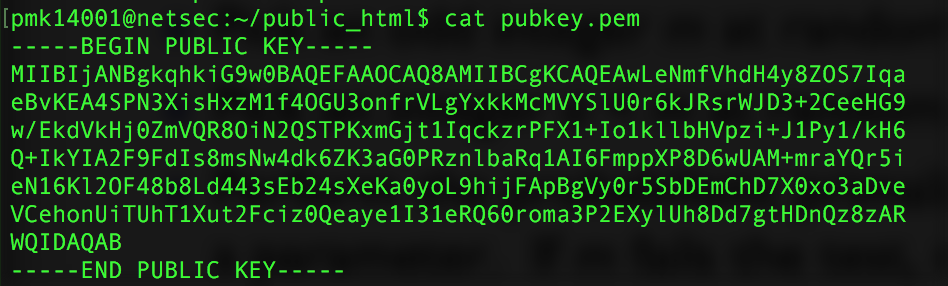 [pmk14001@netsec:~/public_html$ cat pubkey.pem
-----BEGIN PUBLIC KEY-----
MIIBIjANBgkqhkiG9w0BAQEFAAOCAQ8AMIIBCgKCAQEAwLeNmfVhdH4y8ZOS7Iqa
eBvKEA4SPN3XisHxzM1f4OGU3onfrVLgYxkkMcMVYSlU0r6kJRsrWJD3+2CeeHG9
w/EkdVkHj0ZmVQR8OiN2QSTPKxmGjt1IqckzrPFX1+Io1kllbHVpzi+J1Py1/kH6
Q+IkYIA2F9FdIs8msNw4dk6ZK3aG0PRznlbaRq1AI6FmppXP8D6wUAM+mraYQr5i
eN16Kl2OF48b8Ld443sEb24sXeKa0yoL9hijFApBgVy0r5SbDEmChD7X0xo3aDve
VCehonUiTUhT1Xut2Fciz0Qeaye1I31eRQ60roma3P2EXylUh8Dd7gtHDnQz8zAR
WQIDAQAB
-----END PUBLIC KEY-----